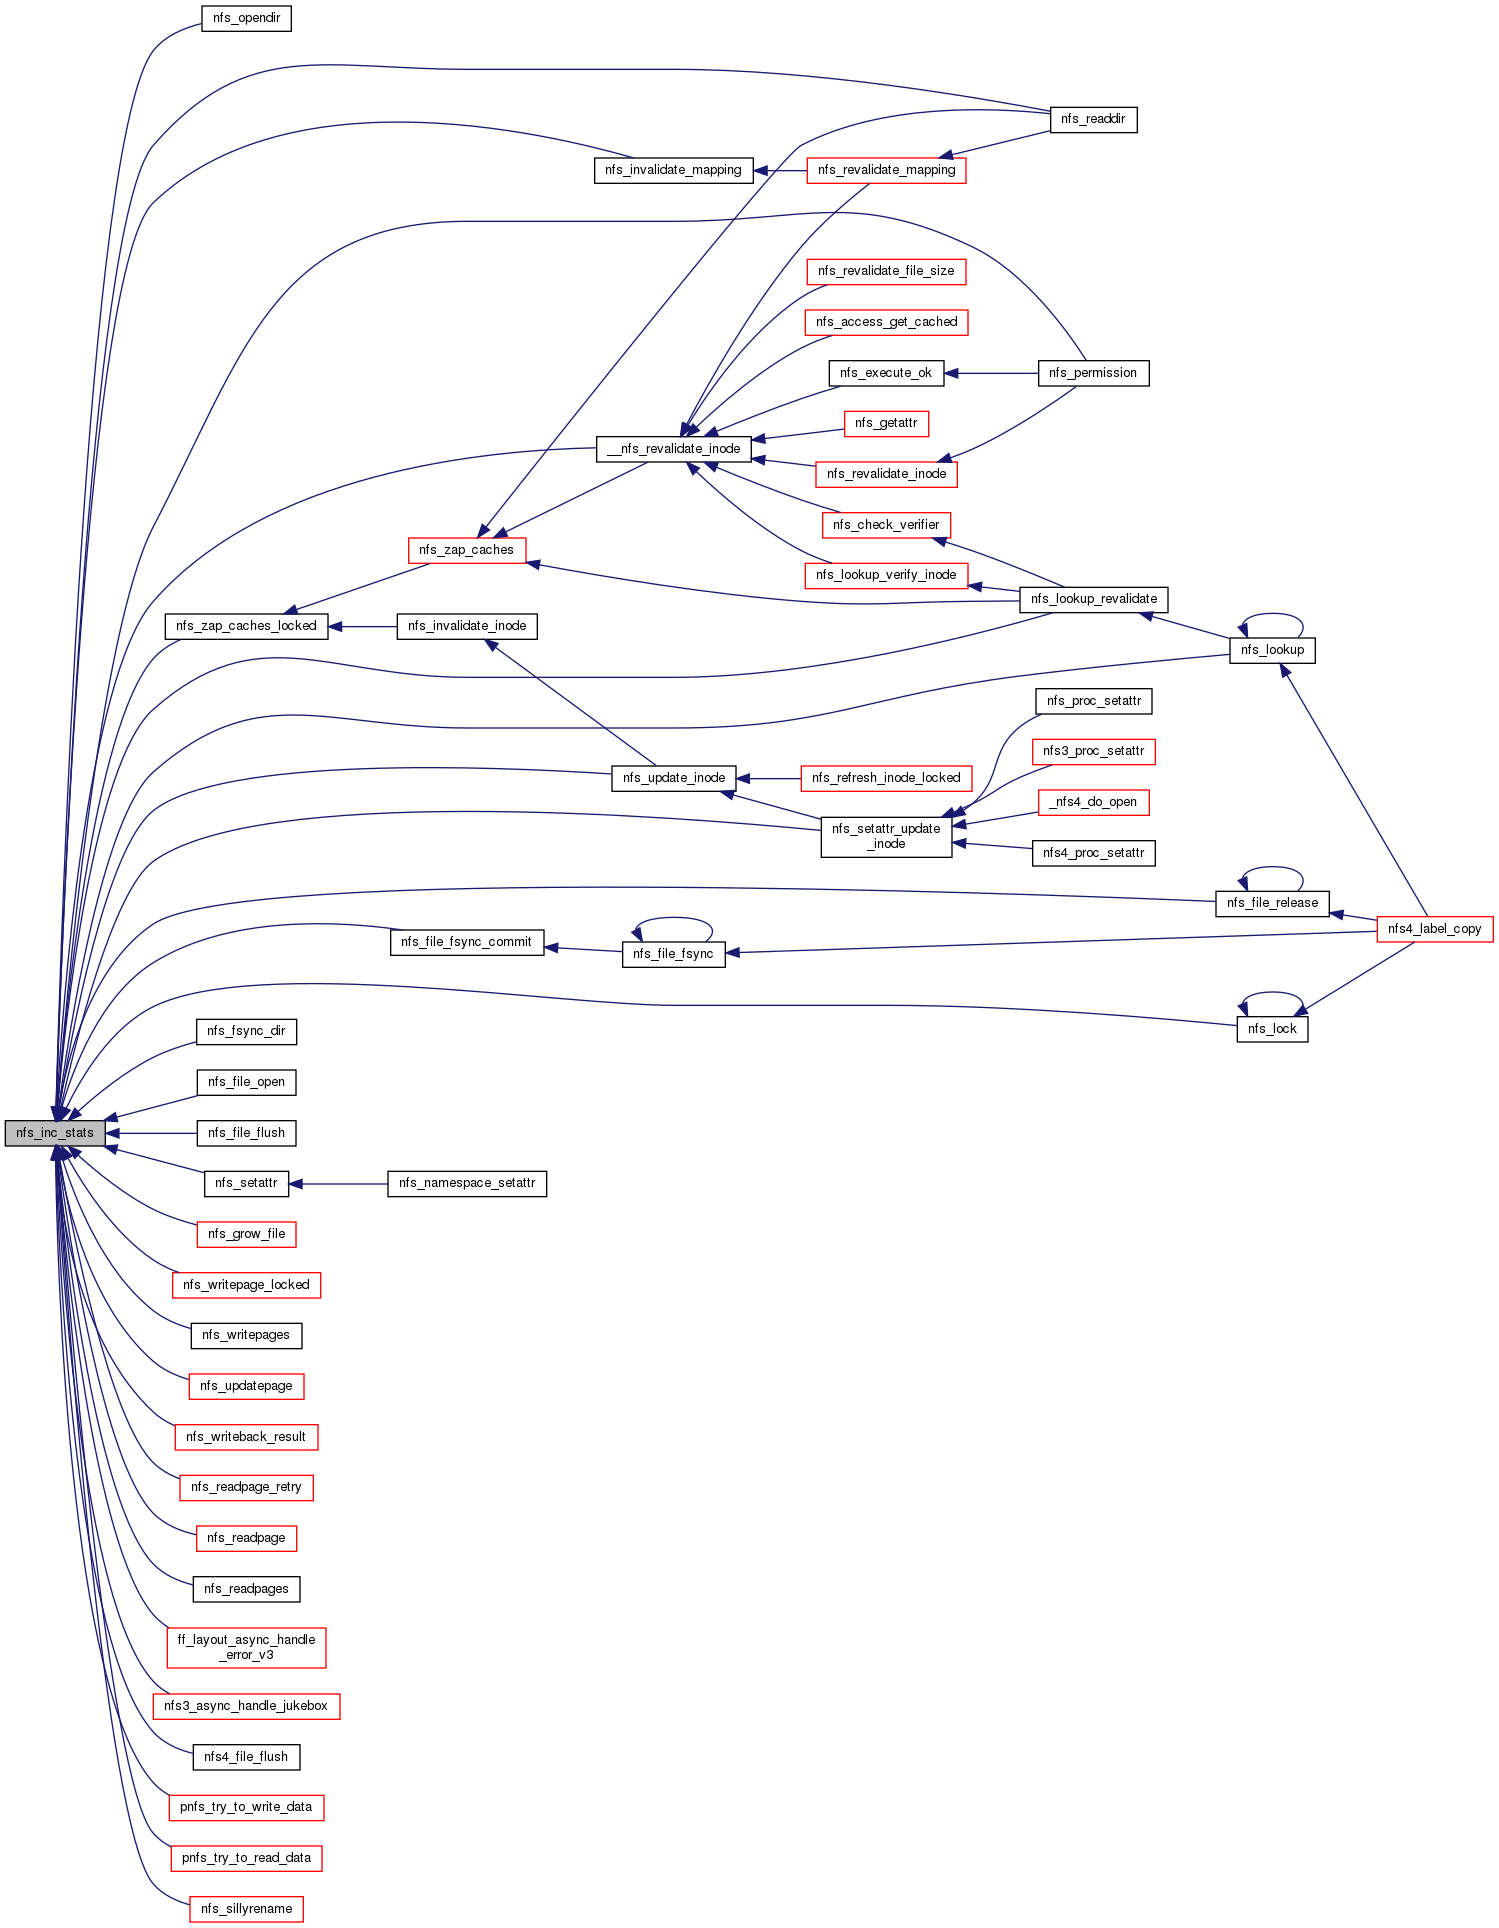 nfs_opendir
nfs_readdir
nfs_invalidate_mapping
nfs_revalidate_mapping
nfs_revalidate_file_size
nfs_access_get_cached
nfs_execute_ok
nfs_permission
nfs_getattr
__nfs_revalidate_inode
nfs_revalidate_inode
nfs_check_verifier
nfs_zap_caches
nfs_lookup_verify_inode
nfs_lookup_revalidate
nfs_zap_caches_locked
nfs_invalidate_inode
nfs_lookup
nfs_proc_setattr
nfs3_proc_setattr
nfs_update_inode
nfs_refresh_inode_locked
_nfs4_do_open
nfs_setattr_update
_inode
nfs4_proc_setattr
nfs_file_release
nfs4_label_copy
nfs_file_fsync_commit
nfs_file_fsync
nfs_lock
nfs_fsync_dir
nfs_file_open
nfs_inc_stats
nfs_file_flush
nfs_setattr
nfs_namespace_setattr
nfs_grow_file
nfs_writepage_locked
nfs_writepages
nfs_updatepage
nfs_writeback_result
nfs_readpage_retry
nfs_readpage
nfs_readpages
ff_layout_async_handle
_error_v3
nfs3_async_handle_jukebox
nfs4_file_flush
pnfs_try_to_write_data
pnfs_try_to_read_data
nfs_sillyrename